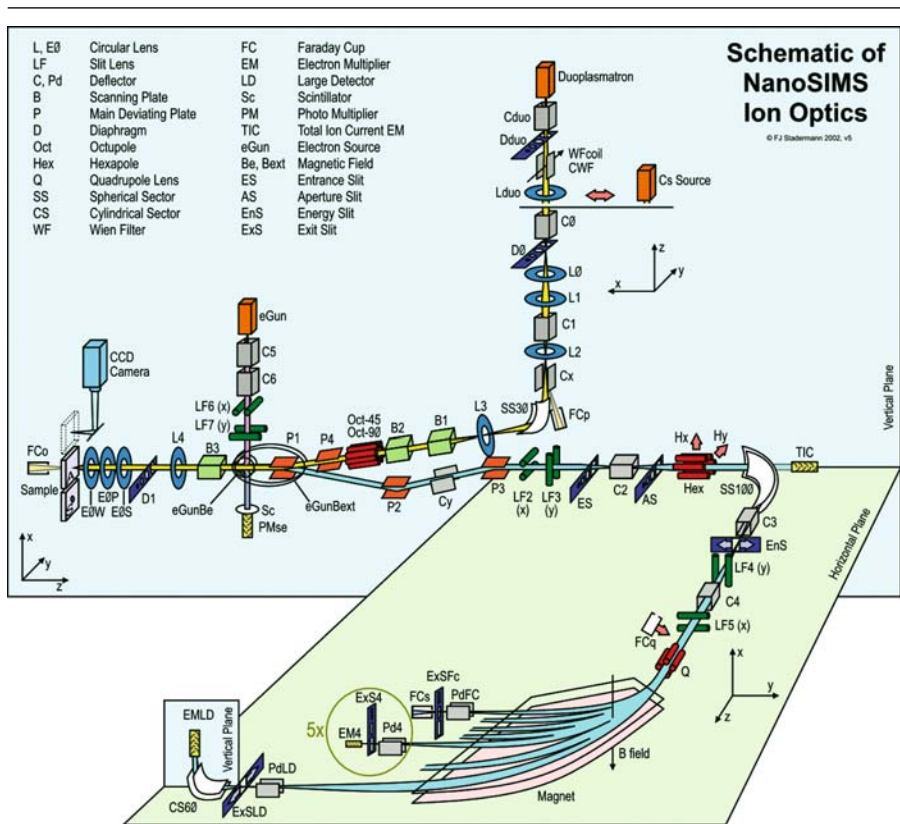 L, EØ Circular Lens
LF Slit Lens
C, Pd Deflector
B Scanning Plate
P Main Deviating Plate
D Diaphragm
Oct Octupole
Hex Hexapole
Q Quadrupole Lens
SS Spherical Sector
CS Cylindrical Sector
WF Wien Filter
FC Faraday Cup
EM Electron Multiplier
LD Large Detector
Sc Scintillator
PM Photo Multiplier
TIC Total Ion Current EM
eGun Electron Source
Be, Bext Magnetic Field
ES Entrance Slit
AS Aperture Slit
EnS Energy Slit
ExS Exit Slit
Schematic of
NanoSIMS
Ion Optics
© FJ Stadermann 2002, v5
Duoplasmatron
Cduo
Dduo
WFcoil
CWF
Lduo
Cs Source
CØ
DØ
LØ
L1
C1
L2
Cx
SS3Ø
FCp
z
y
x
Vertical Plane
eGun
C5
C6
LF6 (x)
LF7 (y)
CCD
Camera
FCo
Sample
EØW
EØP
EØS
D1
L4
B3
eGunBe
Sc
PMse
P1
eGunBext
P4
Oct-45
Oct-9Ø
B2
B1
L3
P2
Cy
P3
LF2
(x)
LF3
(y)
ES
C2
AS
Hx
Hy
Hex
TIC
SS1ØØ
C3
EnS
LF4 (y)
C4
LF5 (x)
FCq
Q
Horizontal Plane
x
y
z
x
y
z
ExSFc
FCs
PdFC
5x
ExS4
EM4
Pd4
B field
Magnet
EMLD
Vertical Plane
CS6Ø
ExSLD
PdLD